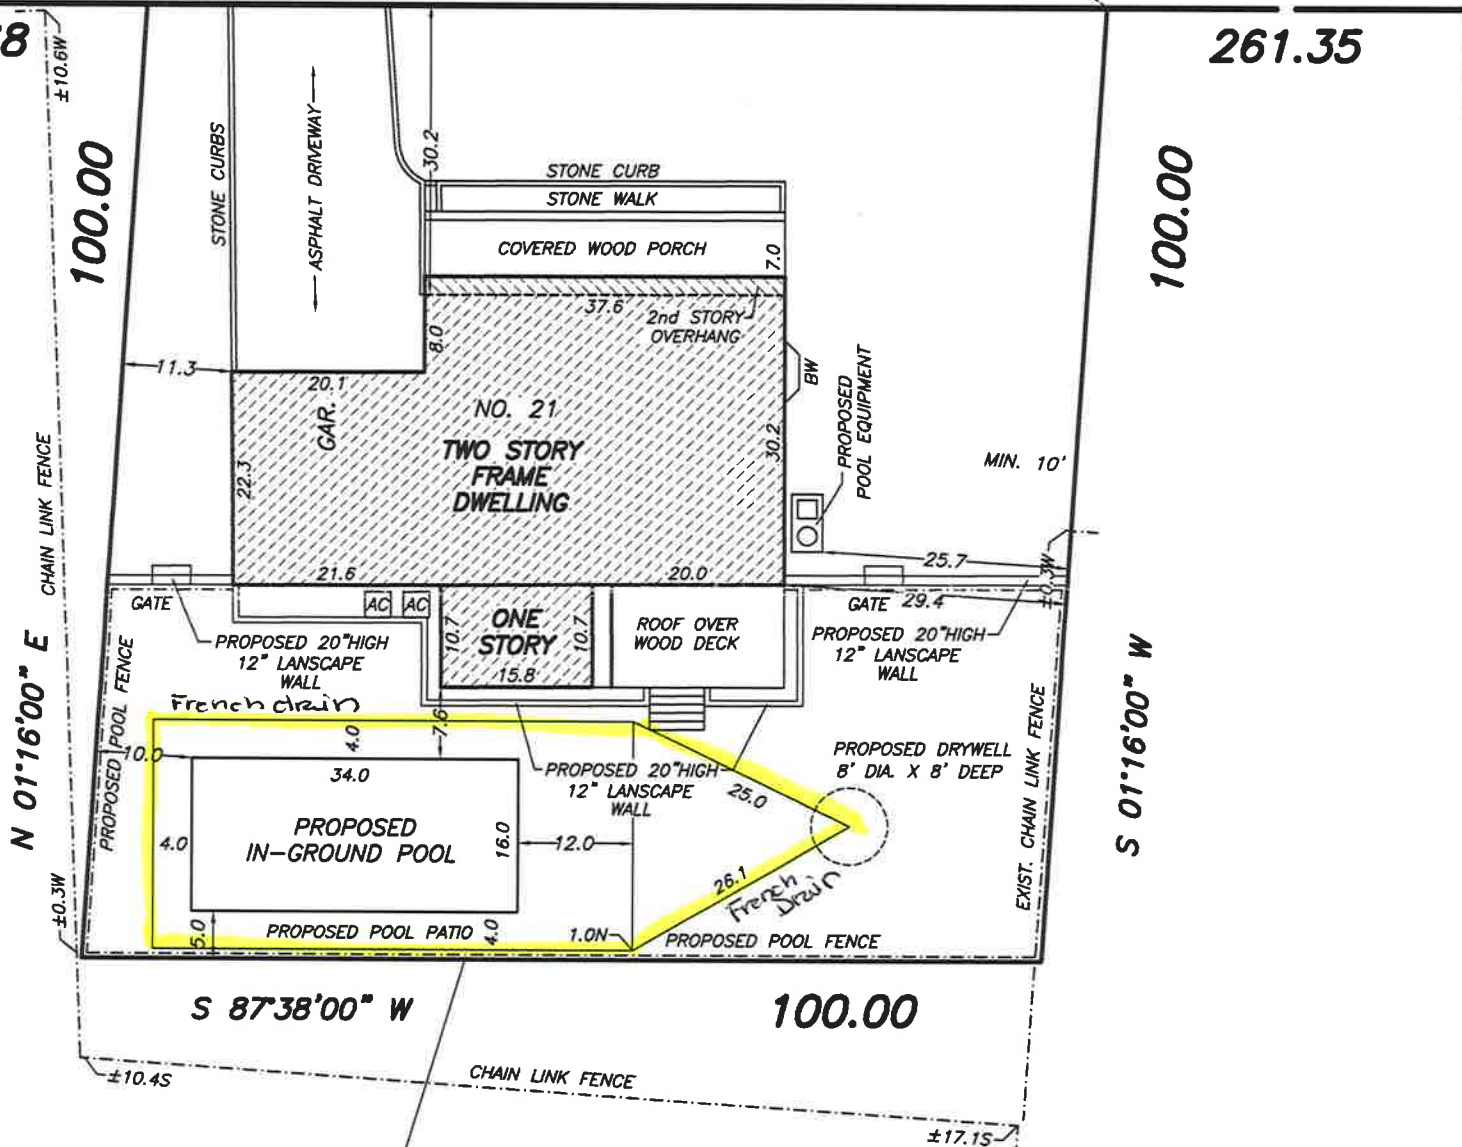 8
261.35
±10.6W
100.00
STONE CURBS
ASPHALT DRIVEWAY
30.2
STONE CURB
STONE WALK
COVERED WOOD PORCH
7.0
100.00
37.6
2nd STORY
OVERHANG
8.0
11.3
20.1
GAR.
NO. 21
TWO STORY
FRAME
DWELLING
22.3
30.2
BW
PROPOSED
POOL EQUIPMENT
MIN. 10'
CHAIN LINK FENCE
21.6
20.0
25.7
±0.3W
GATE
AC
AC
10.7
ONE
STORY
10.7
15.8
ROOF OVER
WOOD DECK
GATE
29.4
PROPOSED 20"HIGH
12" LANSCAPE
WALL
PROPOSED 20"HIGH
12" LANSCAPE
WALL
N 01°16'00" E
S 01°16'00" W
PROPOSED POOL FENCE
French drain
4.0
7.6
10.0
34.0
PROPOSED 20"HIGH
12" LANSCAPE
WALL
25.0
PROPOSED DRYWELL
8' DIA. X 8' DEEP
EXIST. CHAIN LINK FENCE
4.0
PROPOSED
IN-GROUND POOL
16.0
12.0
26.1
French
Drain
±0.3W
5.0
PROPOSED POOL PATIO
4.0
1.0N
PROPOSED POOL FENCE
S 87°38'00" W
100.00
±10.4S
CHAIN LINK FENCE
±17.1S